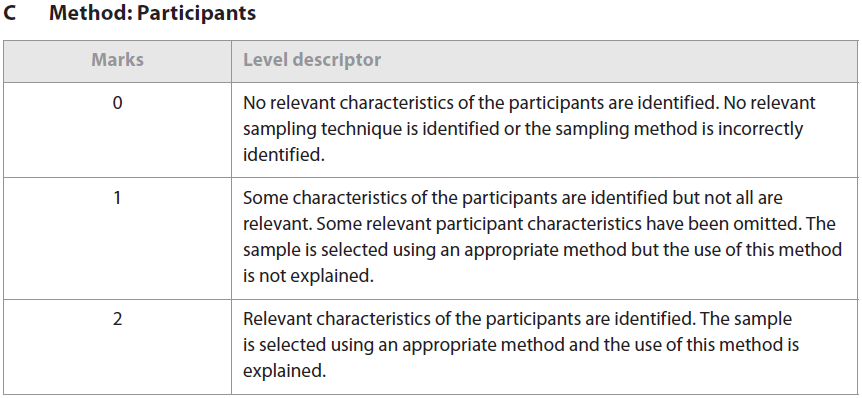 C Method: Participants
Marks Level descriptor
0 No relevant characteristics of the participants are identified. No relevant
sampling technique is identified or the sampling method is incorrectly
identified.
1 Some characteristics of the participants are identified but not all are
relevant. Some relevant participant characteristics have been omitted. The
sample is selected using an appropriate method but the use of this method
is not explained.
2 Relevant characteristics of the participants are identified. The sample
is selected using an appropriate method and the use of this method is
explained.